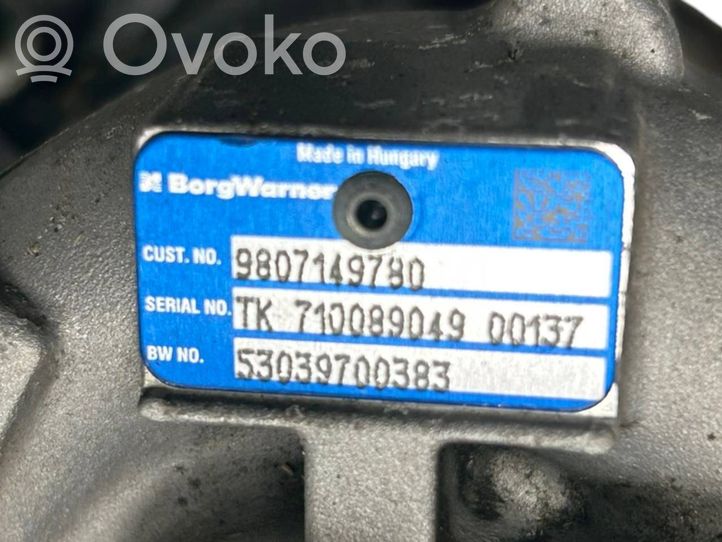 Ovoko
Made in Hungary
BorgWarner
CUST. NO. 9807149780
SERIAL NO. TK 710089049 00137
BW NO. 53039700383